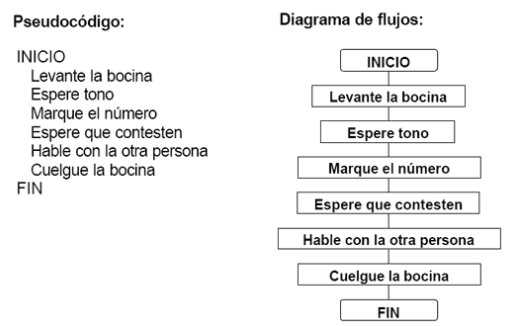 Pseudocódigo:
INICIO
Levante la bocina
Espere tono
Marque el número
Espere que contesten
Hable con la otra persona
Cuelgue la bocina
FIN
Diagrama de flujos:
INICIO
Levante la bocina
Espere tono
Marque el número
Espere que contesten
Hable con la otra persona
Cuelgue la bocina
FIN